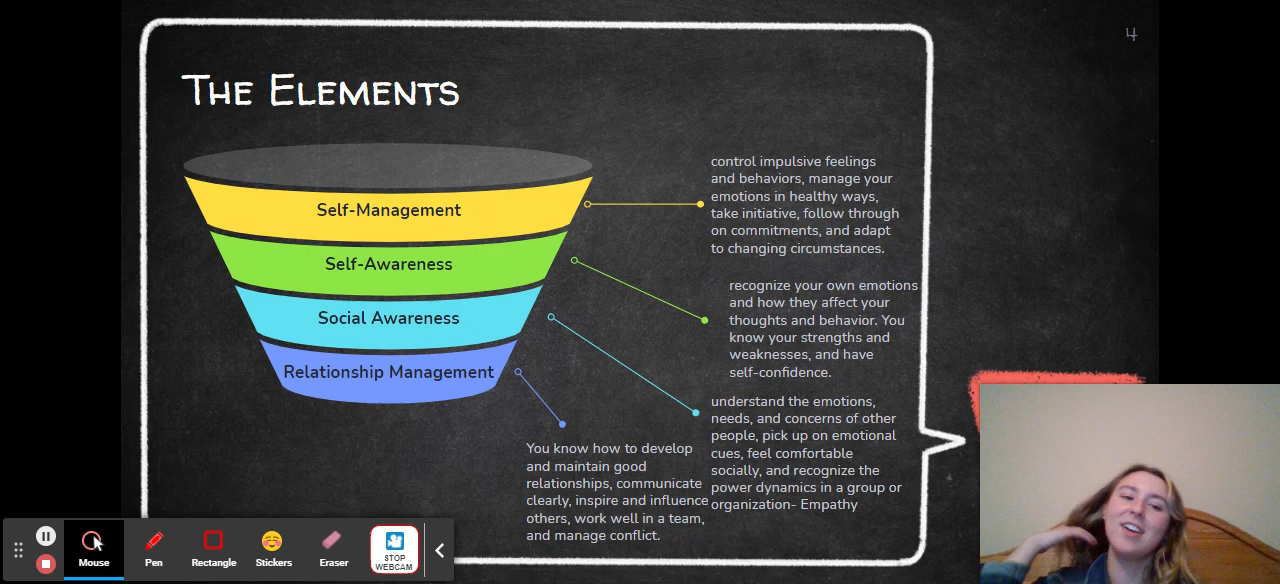 4
The Elements
Self-Management
Self-Awareness
Social Awareness
Relationship Management
control impulsive feelings
and behaviors, manage your
emotions in healthy ways,
take initiative, follow through
on commitments, and adapt
to changing circumstances.
recognize your own emotions
and how they affect your
thoughts and behavior. You
know your strengths and
weaknesses, and have
self-confidence.
understand the emotions,
needs, and concerns of other
people, pick up on emotional
cues, feel comfortable
socially, and recognize the
power dynamics in a group or
organization- Empathy
You know how to develop
and maintain good
relationships, communicate
clearly, inspire and influence
others, work well in a team,
and manage conflict.
Mouse
Pen
Rectangle
Stickers
Eraser
STOP
WEBCAM